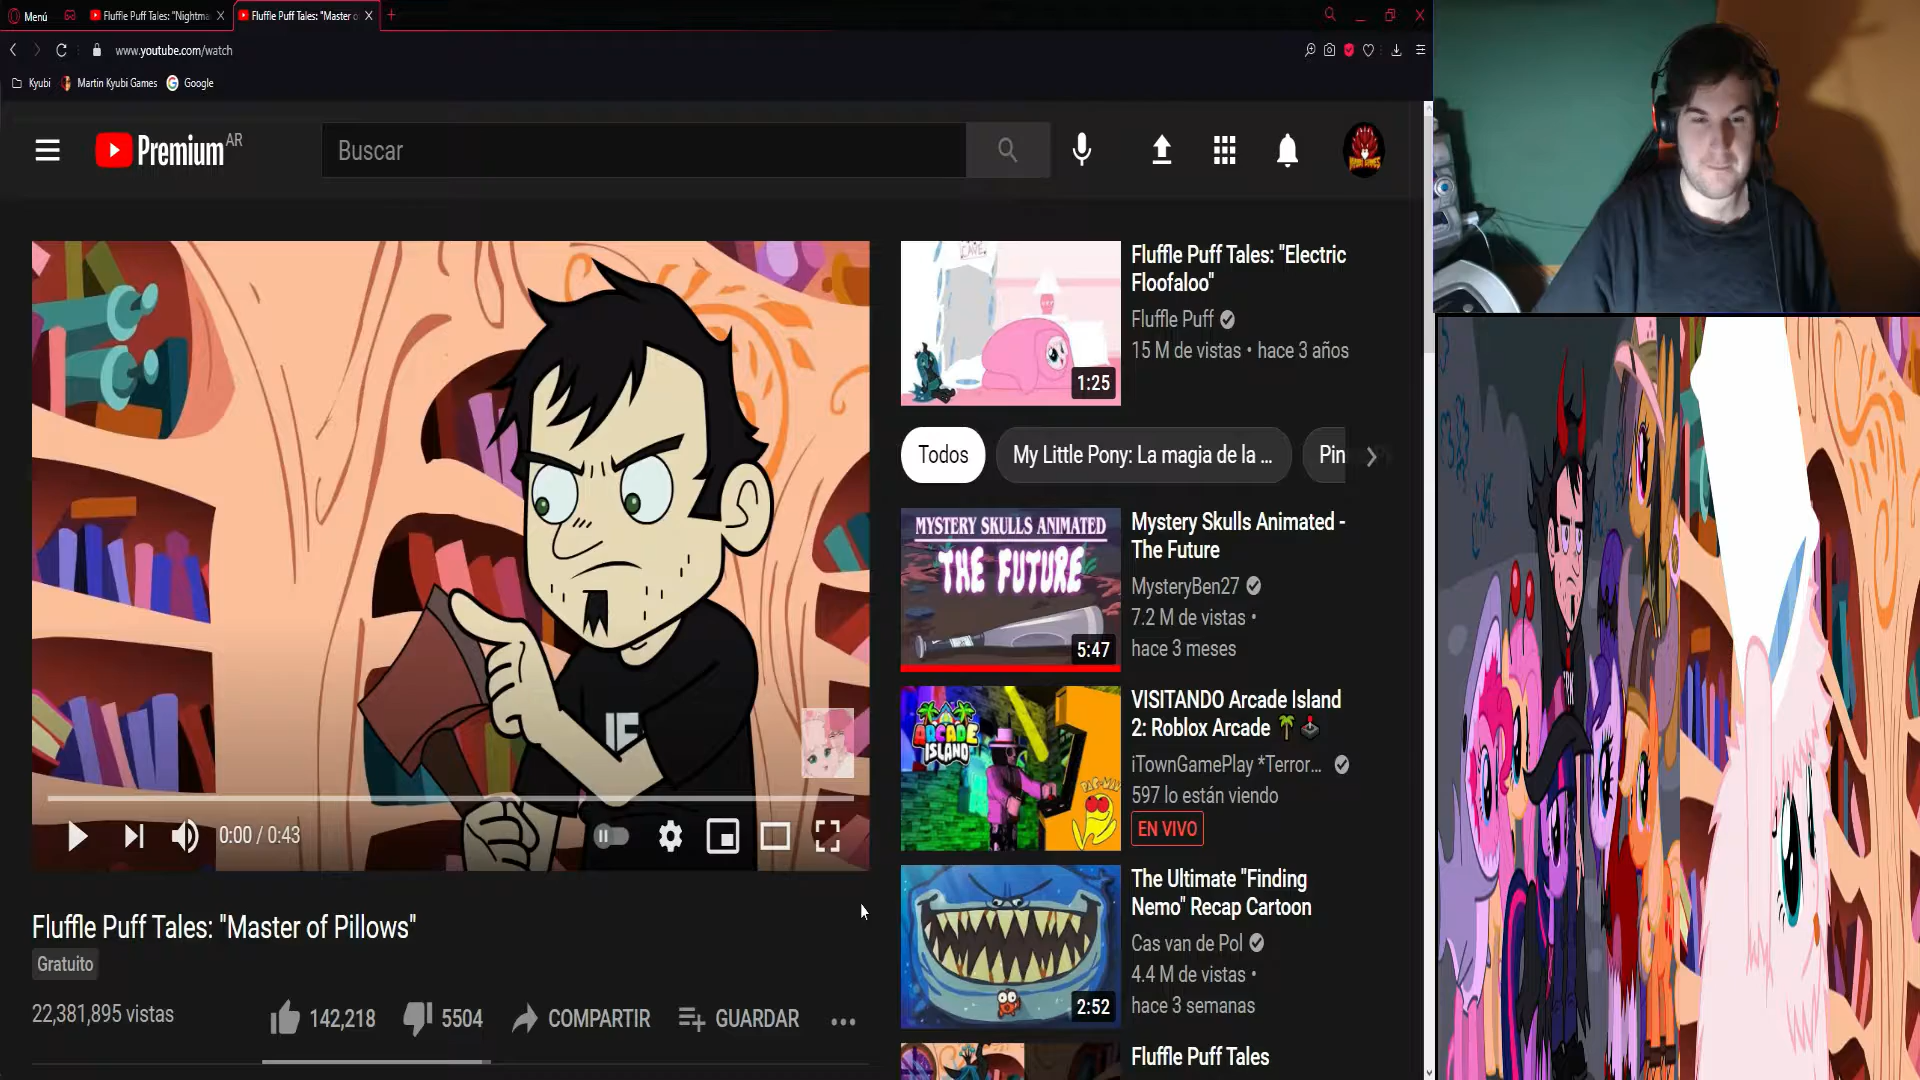 Menú
Fluffle Puff Tales: "Nightma
Fluffle Puff Tales: "Master o
www.youtube.com/watch
Kyubi
Martin Kyubi Games
Google
Premium AR
Buscar
0:00 / 0:43
Fluffle Puff Tales: "Master of Pillows"
Gratuito
22,381,895 vistas
142,218
5504
COMPARTIR
GUARDAR
Fluffle Puff Tales: "Electric
Floofaloo"
Fluffle Puff
15 M de vistas • hace 3 años
1:25
Todos
My Little Pony: La magia de la ...
Pin
MYSTERY SKULLS ANIMATED
THE FUTURE
5:47
Mystery Skulls Animated -
The Future
MysteryBen27
7.2 M de vistas •
hace 3 meses
ARCADE
ISLAND
PAC-MAN
VISITANDO Arcade Island
2: Roblox Arcade 🌴🕹️
iTownGamePlay *Terror...
597 lo están viendo
EN VIVO
2:52
The Ultimate "Finding
Nemo" Recap Cartoon
Cas van de Pol
4.4 M de vistas •
hace 3 semanas
Fluffle Puff Tales